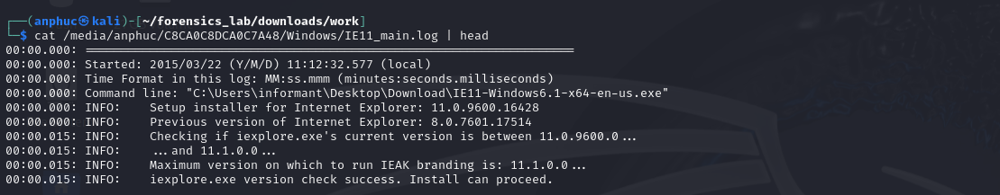 ┌──(anphuc㉿kali)-[~/forensics_lab/downloads/work]
└─$ cat /media/anphuc/C8CA0C8DCA0C7A48/Windows/IE11_main.log | head
00:00.000: ====================================================================
00:00.000: Started: 2015/03/22 (Y/M/D) 11:12:32.577 (local)
00:00.000: Time Format in this log: MM:ss.mmm (minutes:seconds.milliseconds)
00:00.000: Command line: "C:\Users\informant\Desktop\Download\IE11-Windows6.1-x64-en-us.exe"
00:00.000: INFO:    Setup installer for Internet Explorer: 11.0.9600.16428
00:00.000: INFO:    Previous version of Internet Explorer: 8.0.7601.17514
00:00.015: INFO:    Checking if iexplore.exe's current version is between 11.0.9600.0...
00:00.015: INFO:    ...and 11.1.0.0...
00:00.015: INFO:    Maximum version on which to run IEAK branding is: 11.1.0.0...
00:00.015: INFO:    iexplore.exe version check success. Install can proceed.